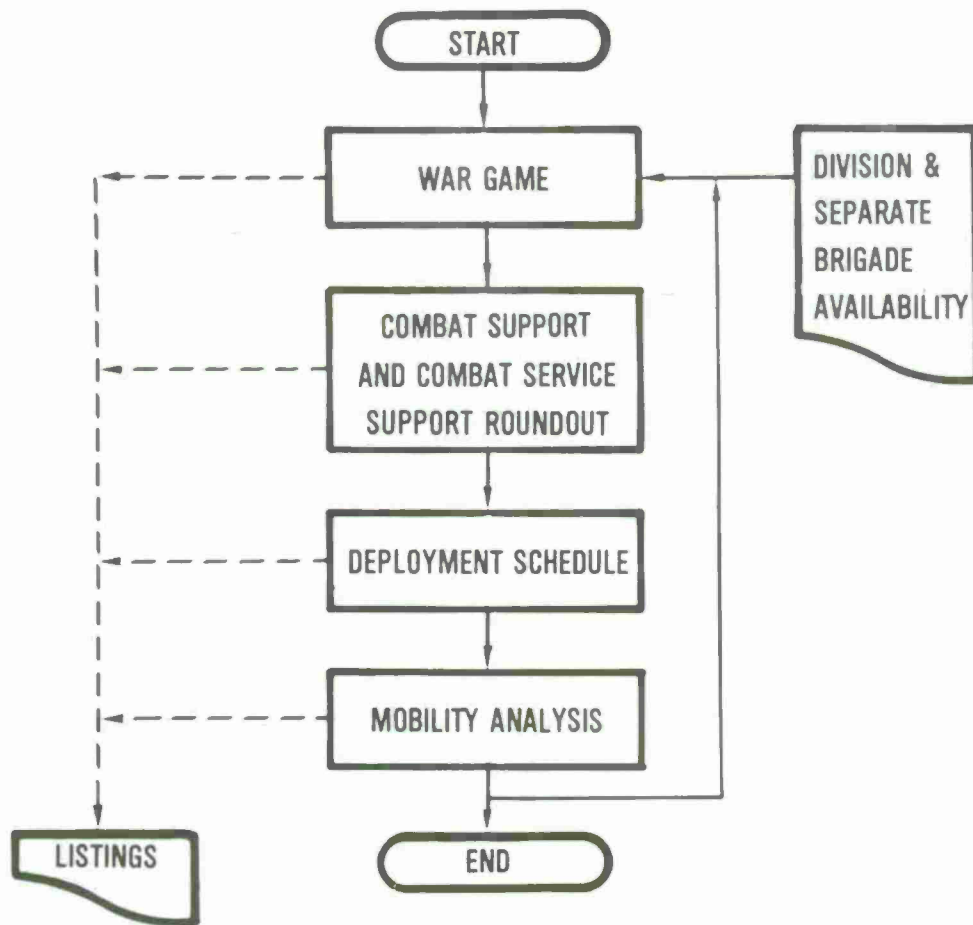 START
WAR GAME
DIVISION &
SEPARATE
BRIGADE
AVAILABILITY
COMBAT SUPPORT
AND COMBAT SERVICE
SUPPORT ROUNDOUT
DEPLOYMENT SCHEDULE
MOBILITY ANALYSIS
LISTINGS
END